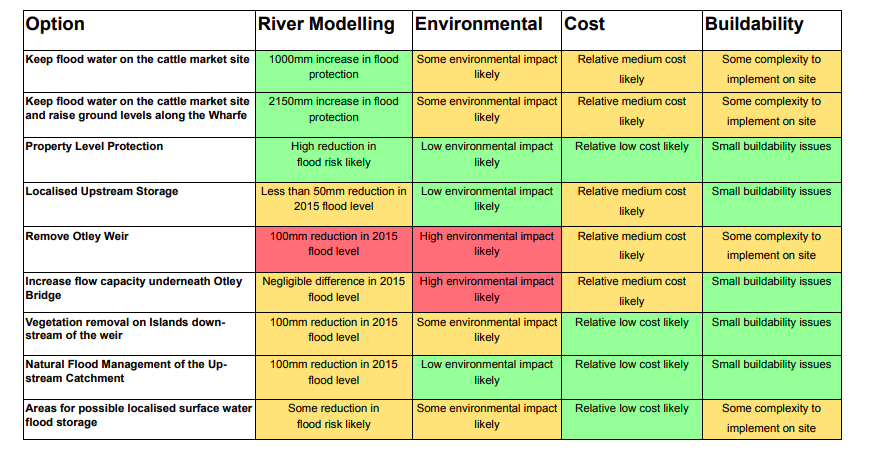 Option River Modelling Environmental Cost Buildability
Keep flood water on the cattle market site
1000mm increase in flood
protection
Some environmental impact
likely
Relative medium cost
likely
Some complexity to
implement on site
Keep flood water on the cattle market site
and raise ground levels along the Wharfe
2150mm increase in flood
protection
Some environmental impact
likely
Relative medium cost
likely
Some complexity to
implement on site
Property Level Protection
High reduction in
flood risk likely
Low environmental impact
likely
Relative low cost likely
Small buildability issues
Localised Upstream Storage
Less than 50mm reduction in
2015 flood level
Low environmental impact
likely
Relative medium cost
likely
Small buildability issues
Remove Otley Weir
100mm reduction in 2015
flood level
High environmental impact
likely
Relative medium cost
likely
Some complexity to
implement on site
Increase flow capacity underneath Otley
Bridge
Negligible difference in 2015
flood level
High environmental impact
likely
Relative medium cost
likely
Small buildability issues
Vegetation removal on Islands down-
stream of the weir
100mm reduction in 2015
flood level
Some environmental impact
likely
Relative low cost likely
Small buildability issues
Natural Flood Management of the Up-
stream Catchment
100mm reduction in 2015
flood level
Low environmental impact
likely
Relative low cost likely
Small buildability issues
Areas for possible localised surface water
flood storage
Some reduction in
flood risk likely
Some environmental impact
likely
Relative low cost likely
Some complexity to
implement on site